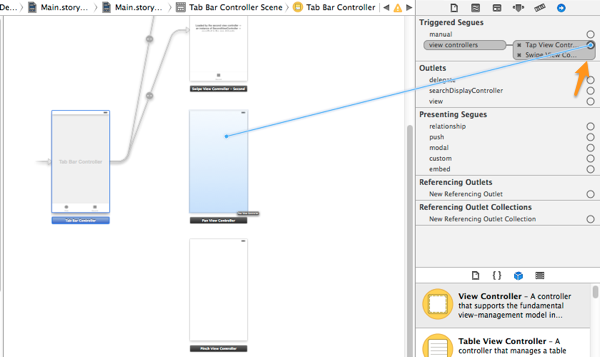 De...
Main.story...
Main.story...
Tab Bar Controller Scene
Tab Bar Controller
Triggered Segues
manual
view controllers
Tap View Contr...
Swipe View Co...
Outlets
delegate
searchDisplayController
view
Presenting Segues
relationship
push
modal
custom
embed
Referencing Outlets
New Referencing Outlet
Referencing Outlet Collections
New Referencing Outlet Collection
Swipe View Controller - Second
Tab Bar Controller
Tab Bar Controller
Pan View Controller
Pinch View Controller
{ }
View Controller - A controller
that supports the fundamental
view-management model in...
Table View Controller - A
controller that manages a table